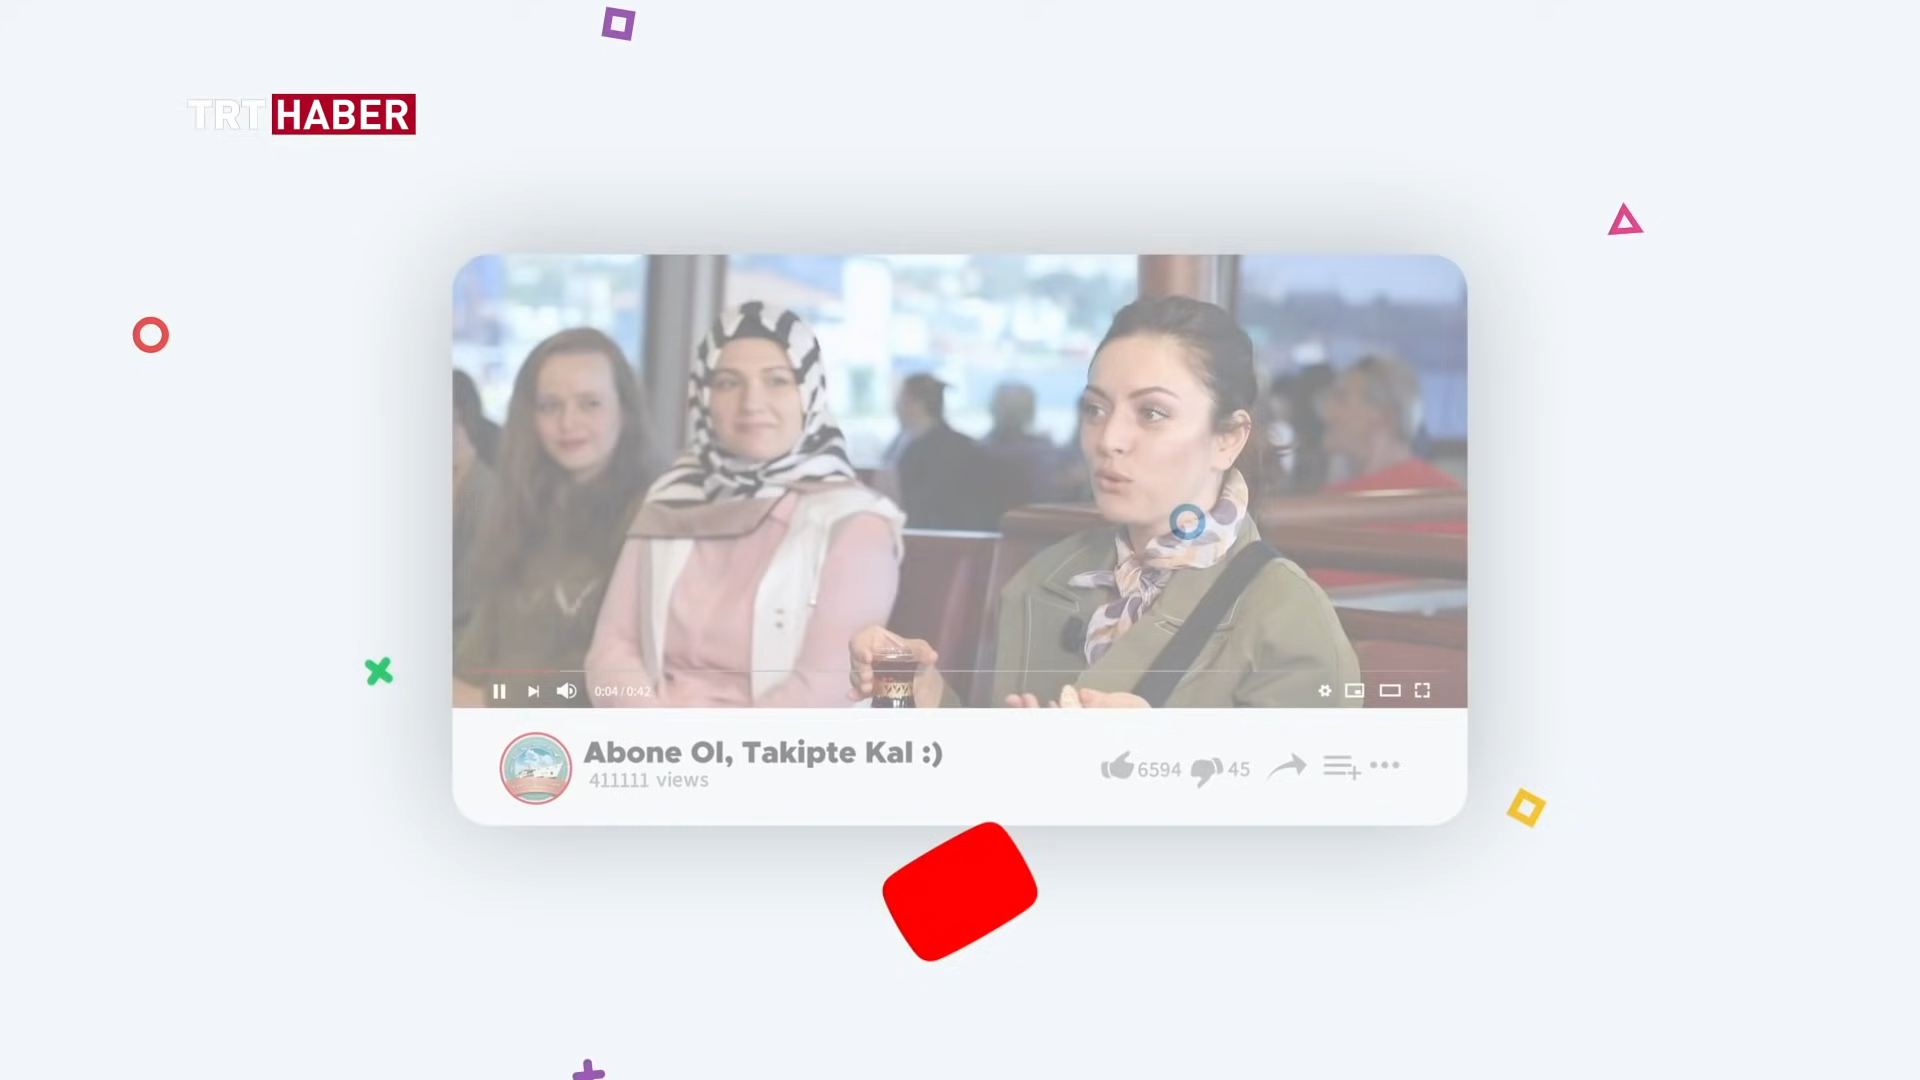 TRT HABER
0:04 / 0:42
Abone Ol, Takipte Kal :)
411111 views
6594 45